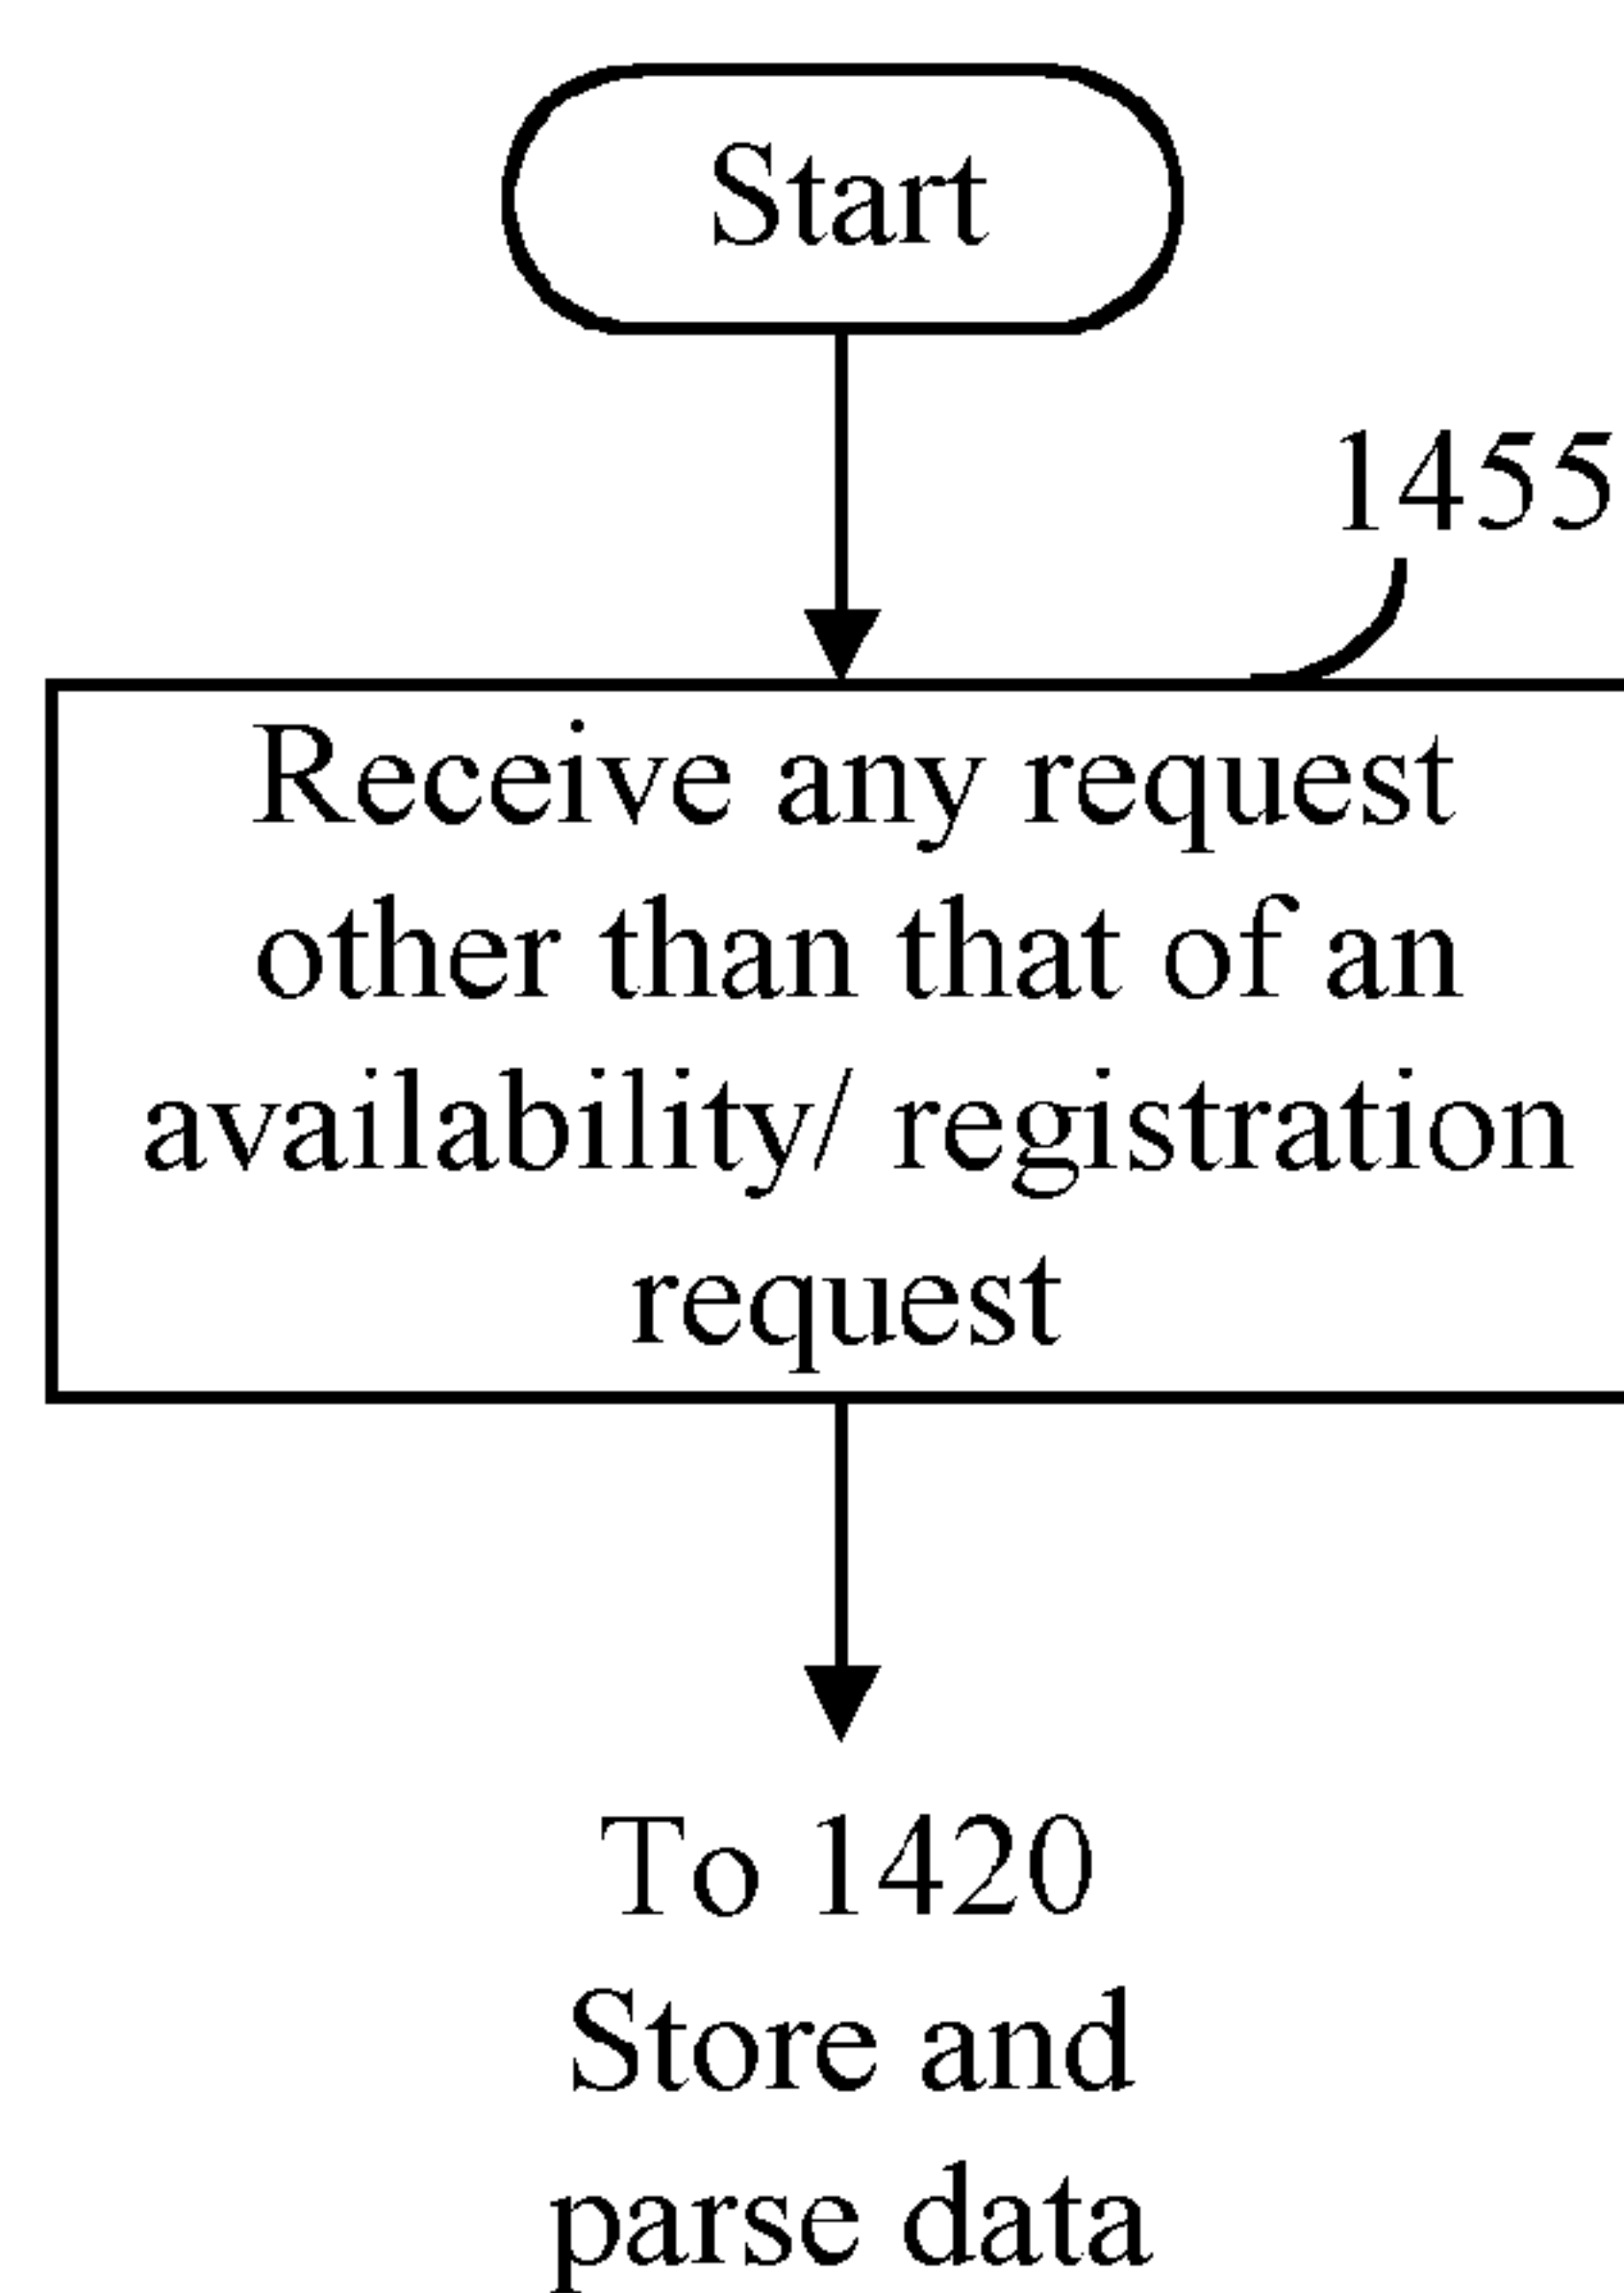 Start
1455
Receive any request
other than that of an
availability/ registration
request
To 1420
Store and
parse data